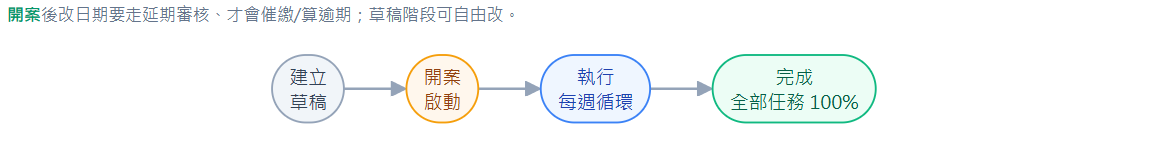 開案後改日期要走延期審核、才會催繳/算逾期；草稿階段可自由改。
建立
草稿
開案
啟動
執行
每週循環
完成
全部任務 100%